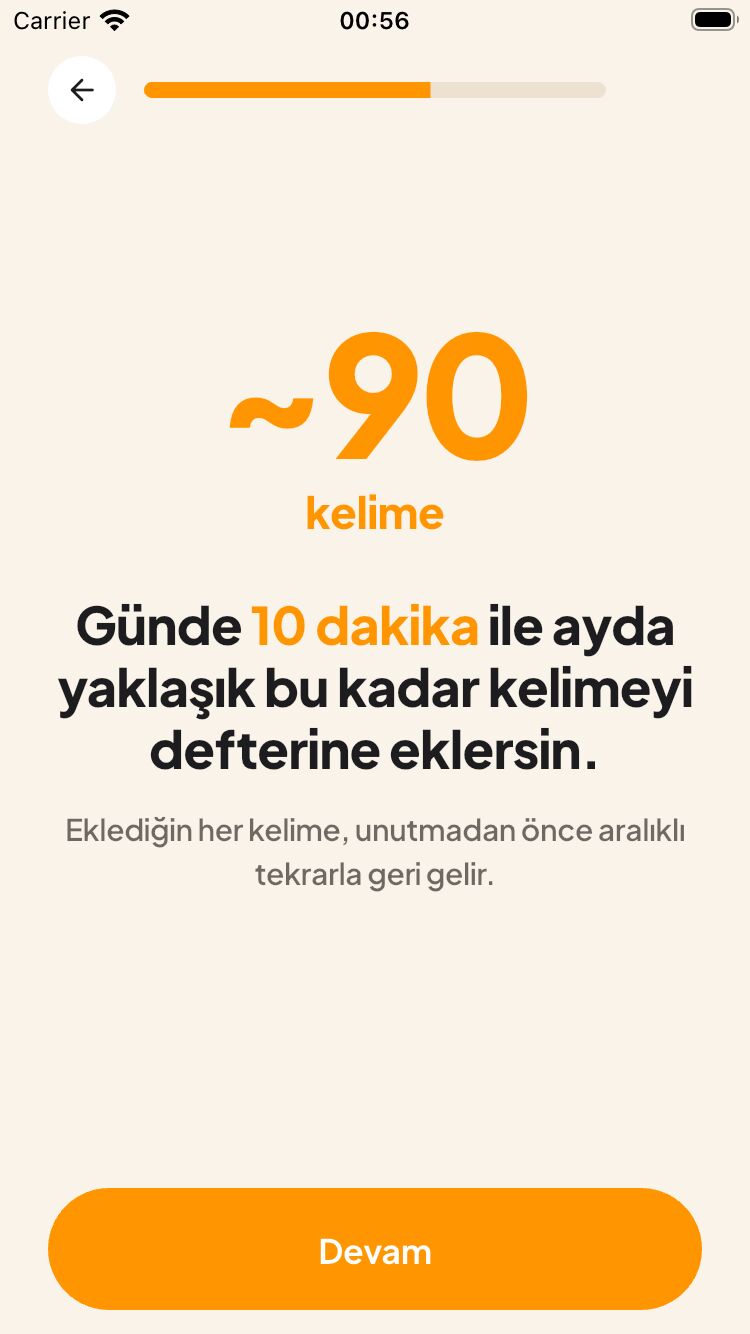 Carrier 00:56
~90
kelime
Günde 10 dakika ile ayda
yaklaşık bu kadar kelimeyi
defterine eklersin.
Eklediğin her kelime, unutmadan önce aralıklı
tekrarla geri gelir.
Devam